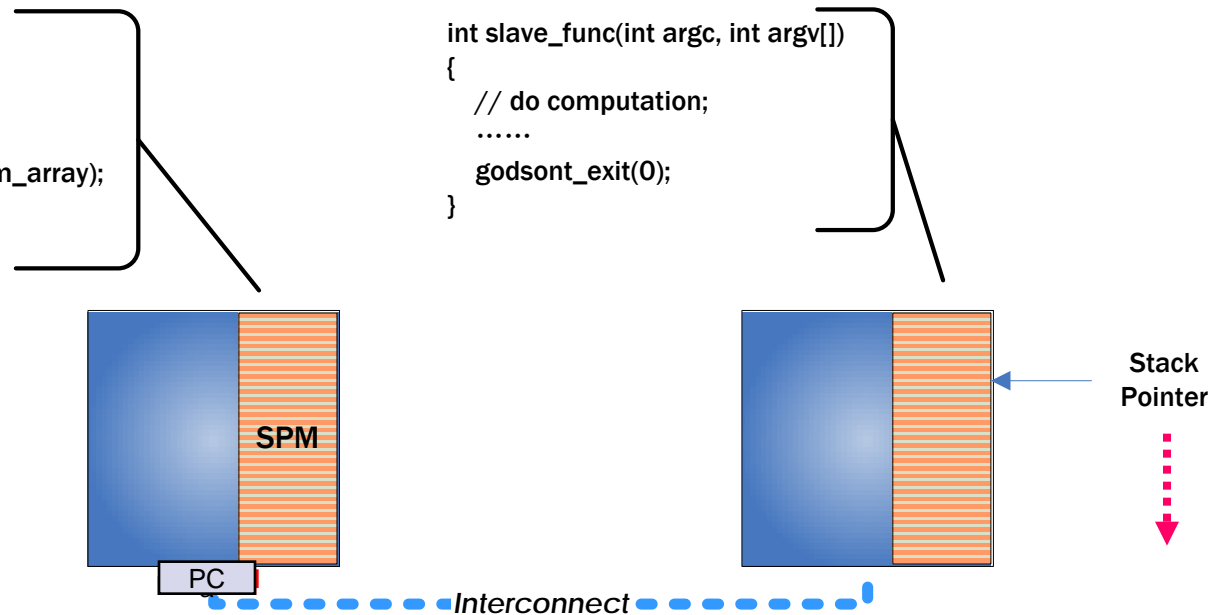 m_array);
int slave_func(int argc, int argv[])
{
// do computation;
......
godsont_exit(0);
}
SPM
Stack
Pointer
PC
Interconnect